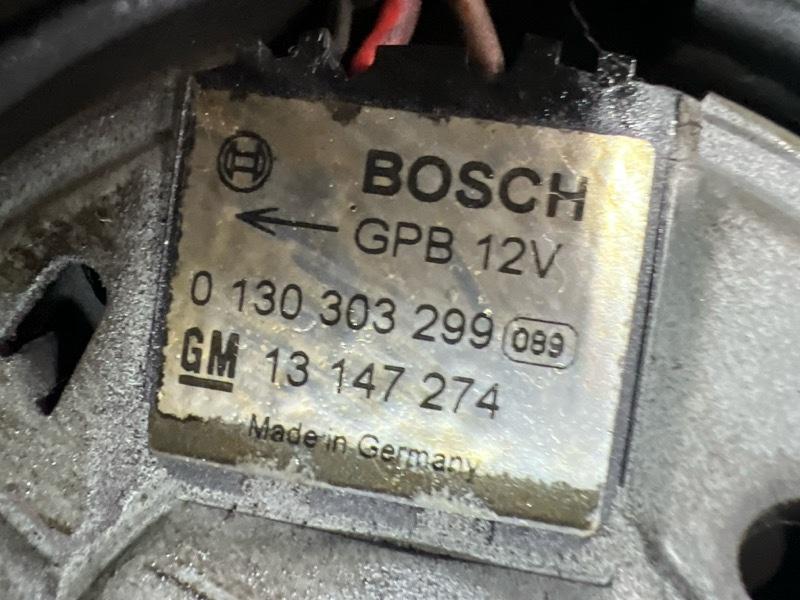 BOSCH
GPB 12V
0 130 303 299 089
GM 13 147 274
Made in Germany